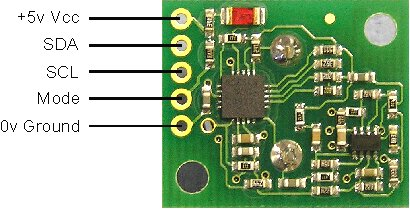 +5v Vcc
SDA
SCL
Mode
0v Ground